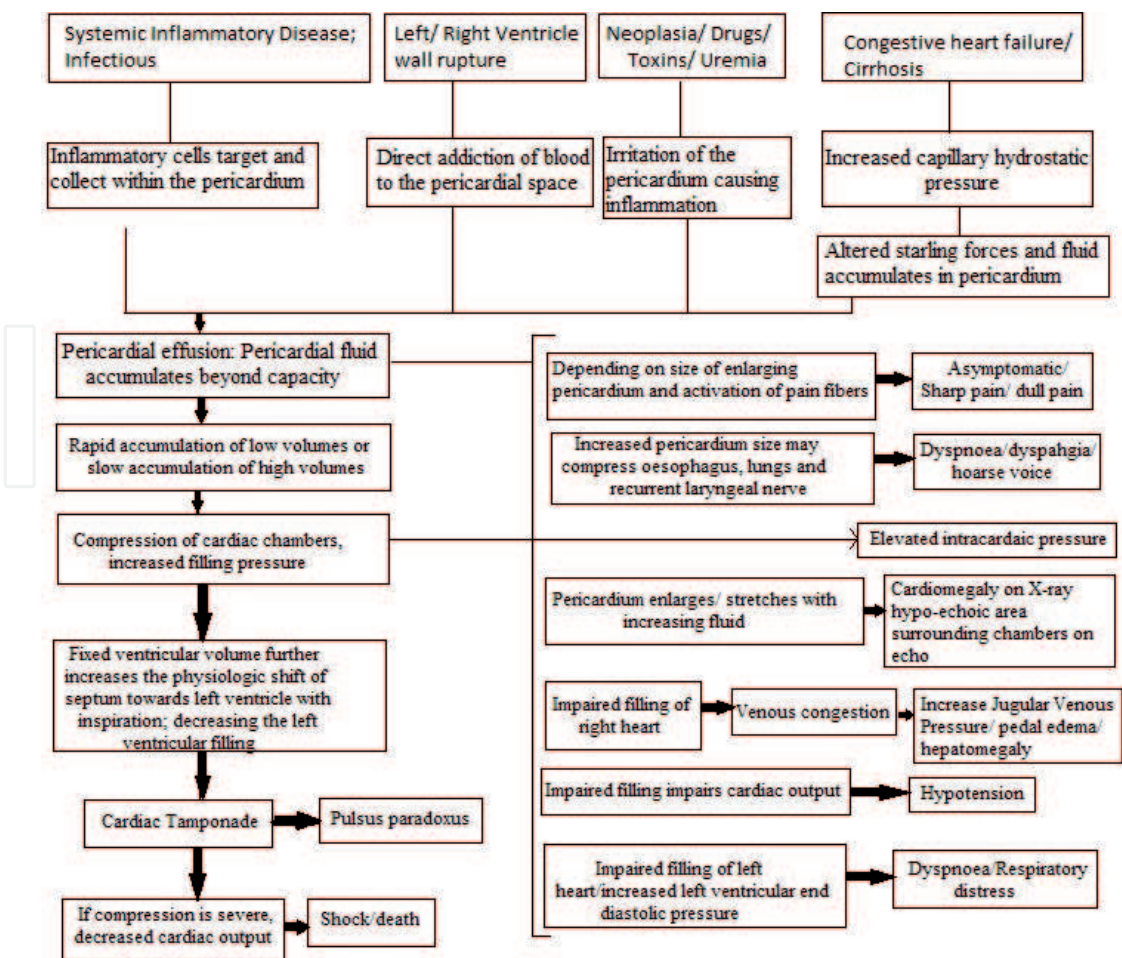 Systemic Inflammatory Disease;
Infectious
Left/ Right Ventricle
wall rupture
Neoplasia/ Drugs/
Toxins/ Uremia
Congestive heart failure/
Cirrhosis
Inflammatory cells target and
collect within the pericardium
Direct addiction of blood
to the pericardial space
Irritation of the
pericardium causing
inflammation
Increased capillary hydrostatic
pressure
Altered starling forces and fluid
accumulates in pericardium
Pericardial effusion: Pericardial fluid
accumulates beyond capacity
Rapid accumulation of low volumes or
slow accumulation of high volumes
Compression of cardiac chambers,
increased filling pressure
Fixed ventricular volume further
increases the physiologic shift of
septum towards left ventricle with
inspiration; decreasing the left
ventricular filling
Cardiac Tamponade
Pulsus paradoxus
If compression is severe,
decreased cardiac output
Shock/death
Depending on size of enlarging
pericardium and activation of pain fibers
Asymptomatic/
Sharp pain/ dull pain
Increased pericardium size may
compress oesophagus, lungs and
recurrent laryngeal nerve
Dyspnoea/dyspahgia/
hoarse voice
Elevated intracardaic pressure
Pericardium enlarges/ stretches with
increasing fluid
Cardiomegaly on X-ray
hypo-echoic area
surrounding chambers on
echo
Impaired filling of
right heart
Venous congestion
Increase Jugular Venous
Pressure/ pedal edema/
hepatomegaly
Impaired filling impairs cardiac output
Hypotension
Impaired filling of left
heart/increased left ventricular end
diastolic pressure
Dyspnoea/Respiratory
distress